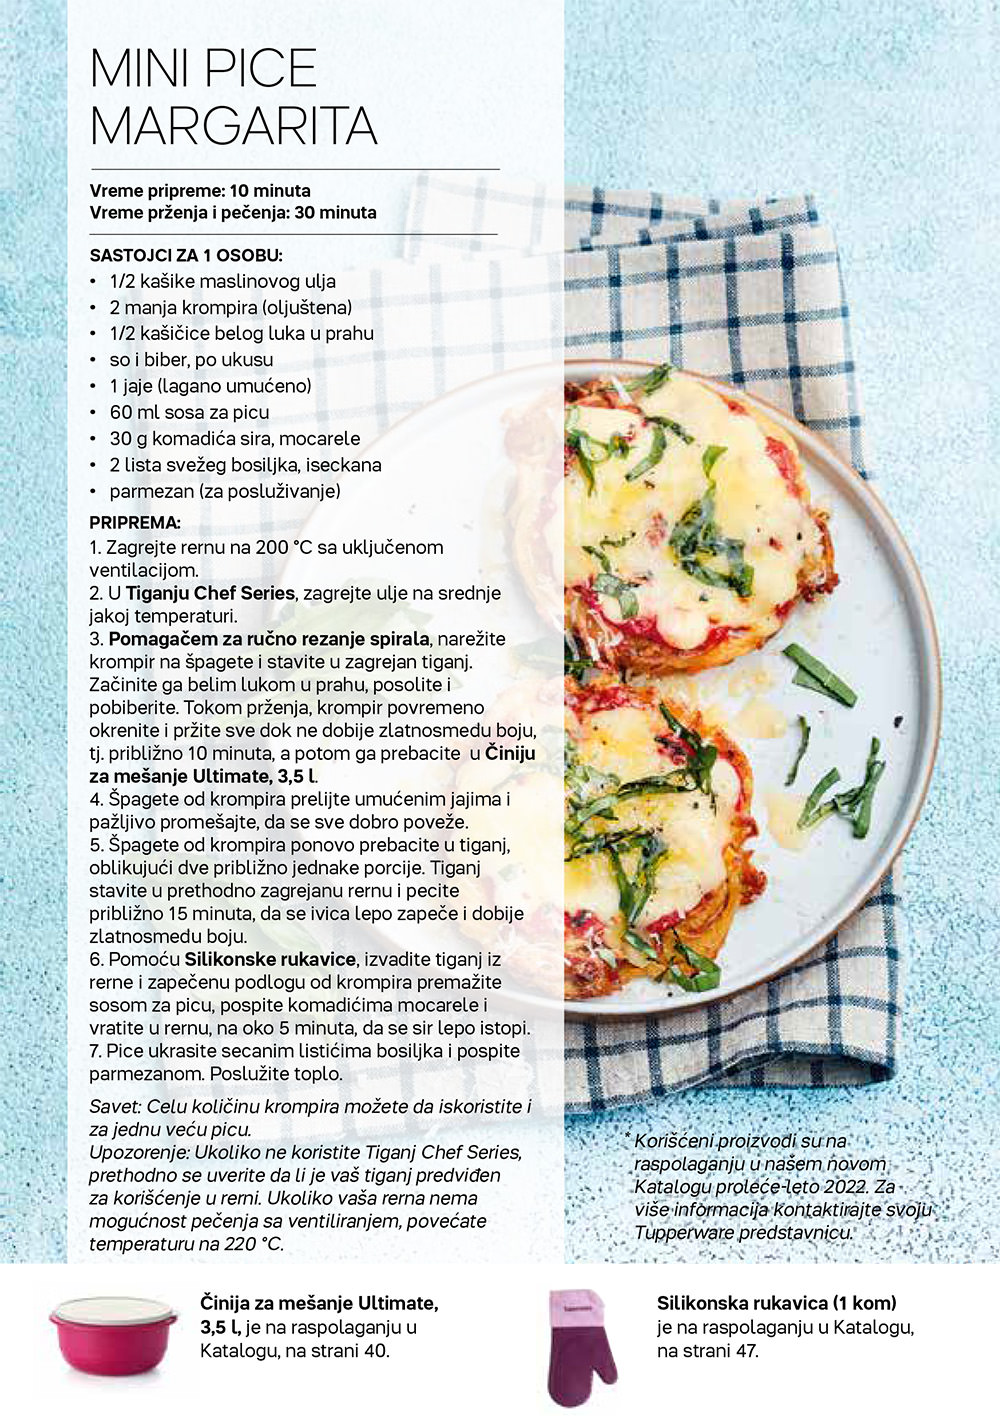 MINI PICE
MARGARITA
Vreme pripreme: 10 minuta
Vreme prženja i pečenja: 30 minuta
SASTOJCI ZA 1 OSOBU:
• 1/2 kašike maslinovog ulja
• 2 manja krompira (oljuštena)
• 1/2 kašičice belog luka u prahu
• so i biber, po ukusu
• 1 jaje (lagano umućeno)
• 60 ml sosa za picu
• 30 g komadića sira, mocarele
• 2 lista svežeg bosiljka, iseckana
• parmezan (za posluživanje)
PRIPREMA:
1. Zagrejte rernu na 200 °C sa uključenom
ventilacijom.
2. U Tiganju Chef Series, zagrejte ulje na srednje
jakoj temperaturi.
3. Pomagačem za ručno rezanje spirala, narežite
krompir na špagete i stavite u zagrejan tiganj.
Začinite ga belim lukom u prahu, posolite i
pobiberite. Tokom prženja, krompir povremeno
okrenite i pržite sve dok ne dobije zlatnosmeđu boju,
tj. približno 10 minuta, a potom ga prebacite u Činiju
za mešanje Ultimate, 3,5 l.
4. Špagete od krompira prelijte umućenim jajima i
pažljivo promešajte, da se sve dobro poveže.
5. Špagete od krompira ponovo prebacite u tiganj,
oblikujući dve približno jednake porcije. Tiganj
stavite u prethodno zagrejanu rernu i pecite
približno 15 minuta, da se ivica lepo zapeče i dobije
zlatnosmeđu boju.
6. Pomoću Silikonske rukavice, izvadite tiganj iz
rerne i zapečenu podlogu od krompira premažite
sosom za picu, pospite komadićima mocarele i
vratite u rernu, na oko 5 minuta, da se sir lepo istopi.
7. Pice ukrasite secanim listićima bosiljka i pospite
parmezanom. Poslužite toplo.
Savet: Celu količinu krompira možete da iskoristite i
za jednu veću picu.
Upozorenje: Ukoliko ne koristite Tiganj Chef Series,
prethodno se uverite da li je vaš tiganj predviđen
za korišćenje u rerni. Ukoliko vaša rerna nema
mogućnost pečenja sa ventiliranjem, povećate
temperaturu na 220 °C.
* Korišćeni proizvodi su na
raspolaganju u našem novom
Katalogu proleće-leto 2022. Za
više informacija kontaktirajte svoju
Tupperware predstavnicu.
Činija za mešanje Ultimate,
3,5 l, je na raspolaganju u
Katalogu, na strani 40.
Silikonska rukavica (1 kom)
je na raspolaganju u Katalogu,
na strani 47.